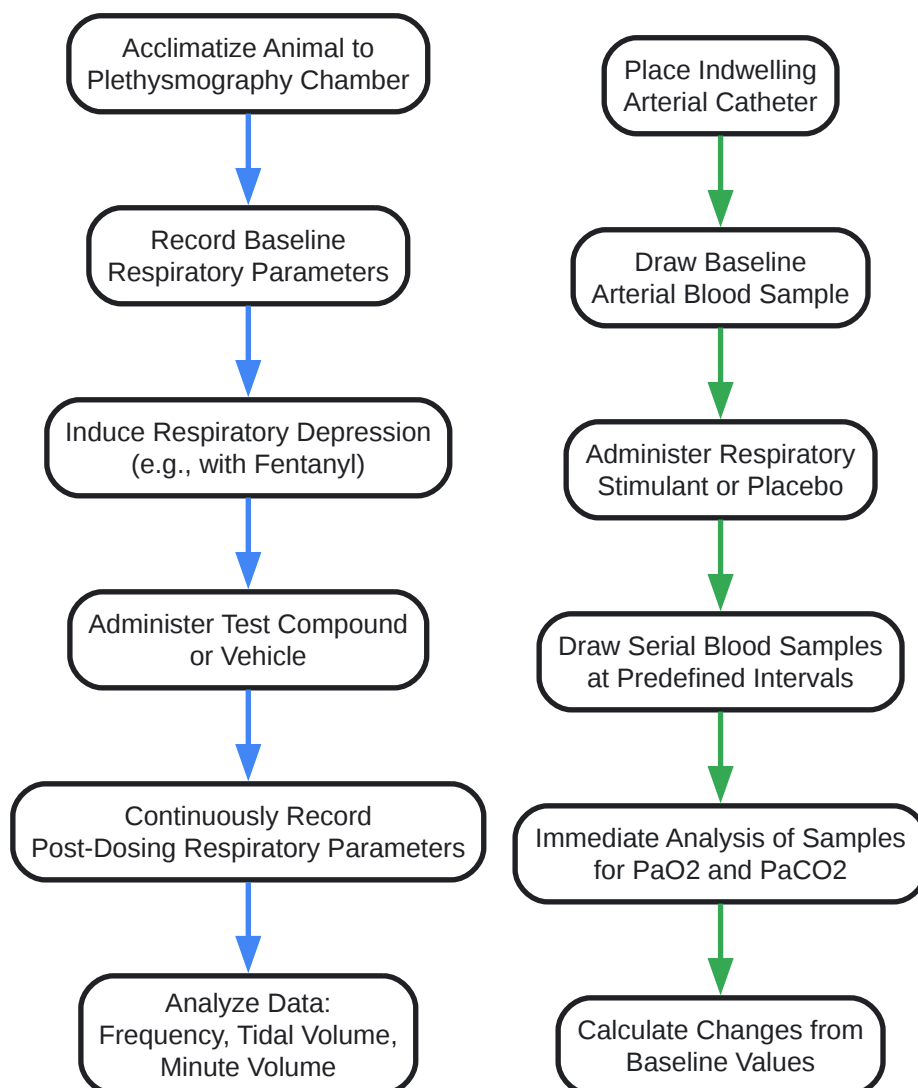 Acclimatize Animal to
Plethysmography Chamber
Record Baseline
Respiratory Parameters
Induce Respiratory Depression
(e.g., with Fentanyl)
Administer Test Compound
or Vehicle
Continuously Record
Post-Dosing Respiratory Parameters
Analyze Data:
Frequency, Tidal Volume,
Minute Volume
Place Indwelling
Arterial Catheter
Draw Baseline
Arterial Blood Sample
Administer Respiratory
Stimulant or Placebo
Draw Serial Blood Samples
at Predefined Intervals
Immediate Analysis of Samples
for PaO2 and PaCO2
Calculate Changes from
Baseline Values